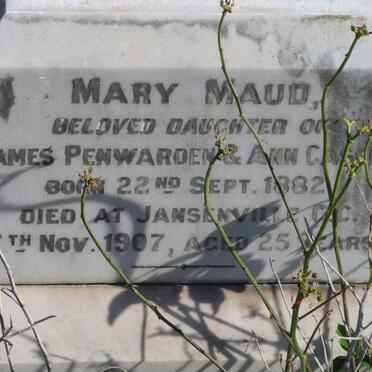 MARY MAUD,
BELOVED DAUGHTER OF
JAMES PENWARDEN & ANN
BORN 22ND SEPT. 1882
DIED AT JANSENVILLE, C.C.
TH NOV. 1907, AGED 25 YEARS